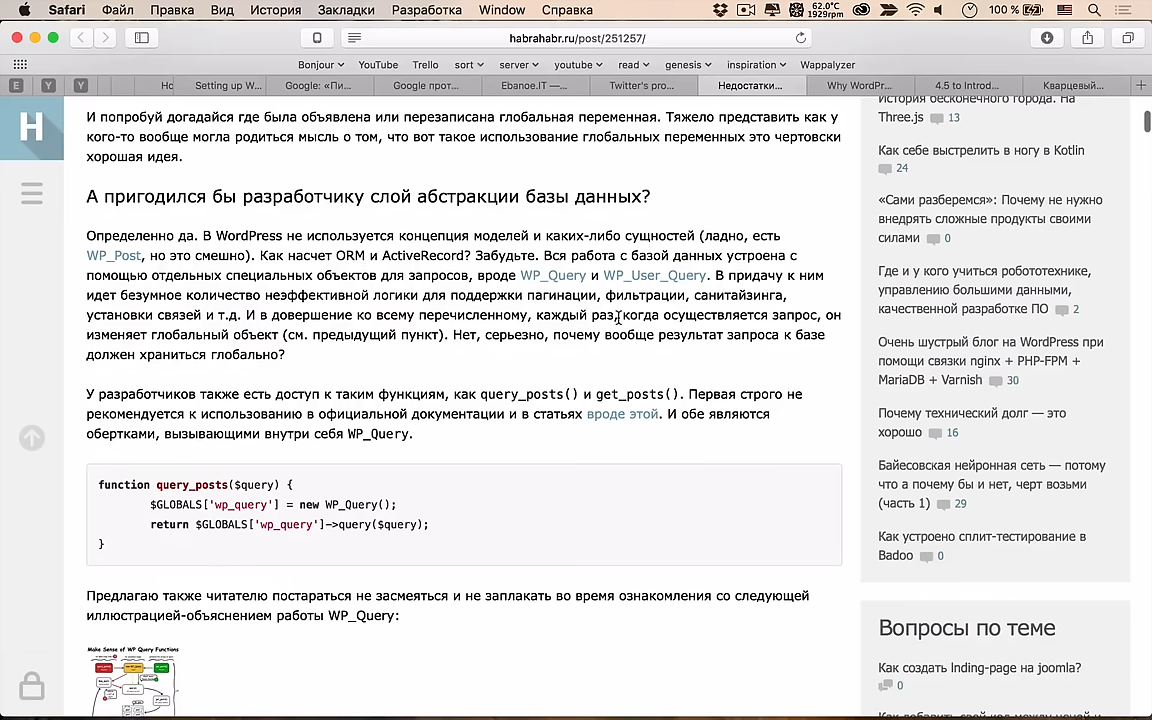 Safari Файл Правка Вид История Закладки Разработка Window Справка 62.0°C 1929rpm 100 %
habrahabr.ru/post/251257/
Bonjour YouTube Trello sort server youtube read genesis inspiration Wappalyzer
E Y Y Нс Setting up W... Google: «Пи... Google прот... Ebanoe.IT —... Twitter's pro... Недостатки... Why WordPr... 4.5 to Introd... Кварцевый...
H
И попробуй догадайся где была объявлена или перезаписана глобальная переменная. Тяжело представить как у
кого-то вообще могла родиться мысль о том, что вот такое использование глобальных переменных это чертовски
хорошая идея.
А пригодился бы разработчику слой абстракции базы данных?
Определенно да. В WordPress не используется концепция моделей и каких-либо сущностей (ладно, есть
WP_Post, но это смешно). Как насчет ORM и ActiveRecord? Забудьте. Вся работа с базой данных устроена с
помощью отдельных специальных объектов для запросов, вроде WP_Query и WP_User_Query. В придачу к ним
идет безумное количество неэффективной логики для поддержки пагинации, фильтрации, санитайзинга,
установки связей и т.д. И в довершение ко всему перечисленному, каждый раз когда осуществляется запрос, он
изменяет глобальный объект (см. предыдущий пункт). Нет, серьезно, почему вообще результат запроса к базе
должен храниться глобально?
У разработчиков также есть доступ к таким функциям, как query_posts() и get_posts(). Первая строго не
рекомендуется к использованию в официальной документации и в статьях вроде этой. И обе являются
обертками, вызывающими внутри себя WP_Query.
function query_posts($query) {
$GLOBALS['wp_query'] = new WP_Query();
return $GLOBALS['wp_query']->query($query);
}
Предлагаю также читателю постараться не засмеяться и не заплакать во время ознакомления со следующей
иллюстрацией-объяснением работы WP_Query:
Make Sense of WP Query Functions
История бесконечного города. На
Three.js 13
Как себе выстрелить в ногу в Kotlin
24
«Сами разберемся»: Почему не нужно
внедрять сложные продукты своими
силами 0
Где и у кого учиться робототехнике,
управлению большими данными,
качественной разработке ПО 2
Очень шустрый блог на WordPress при
помощи связки nginx + PHP-FPM +
MariaDB + Varnish 30
Почему технический долг — это
хорошо 16
Байесовская нейронная сеть — потому
что а почему бы и нет, черт возьми
(часть 1) 29
Как устроено сплит-тестирование в
Badoo 0
Вопросы по теме
Как создать lnding-page на joomla?
0